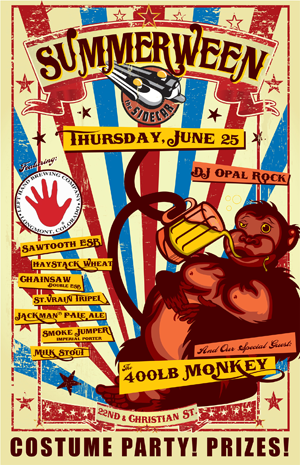 SUMMERWEEN
THE SIDECAR
THURSDAY, JUNE 25
Featuring:
LEFT HAND BREWING COMPANY
LONGMONT, COLORADO
DJ OPAL ROCK
SAWTOOTH ESB
HAYSTACK WHEAT
CHAINSAW
DOUBLE ESB
ST. VRAIN TRIPEL
JACKMAN'S PALE ALE
SMOKE JUMPER
IMPERIAL PORTER
MILK STOUT
And Our Special Guest:
The
400LB MONKEY
22ND & CHRISTIAN ST.
COSTUME PARTY! PRIZES!